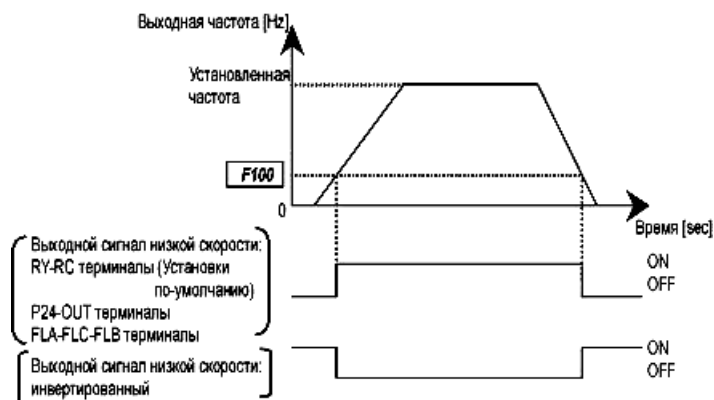 Выходная частота [Hz]
Установленная
частота
F100
0
Время [sec]
Выходной сигнал низкой скорости:
RY-RC терминалы (Установки
по-умолчанию)
P24-OUT терминалы
FLA-FLC-FLB терминалы
ON
OFF
Выходной сигнал низкой скорости:
инвертированный
ON
OFF